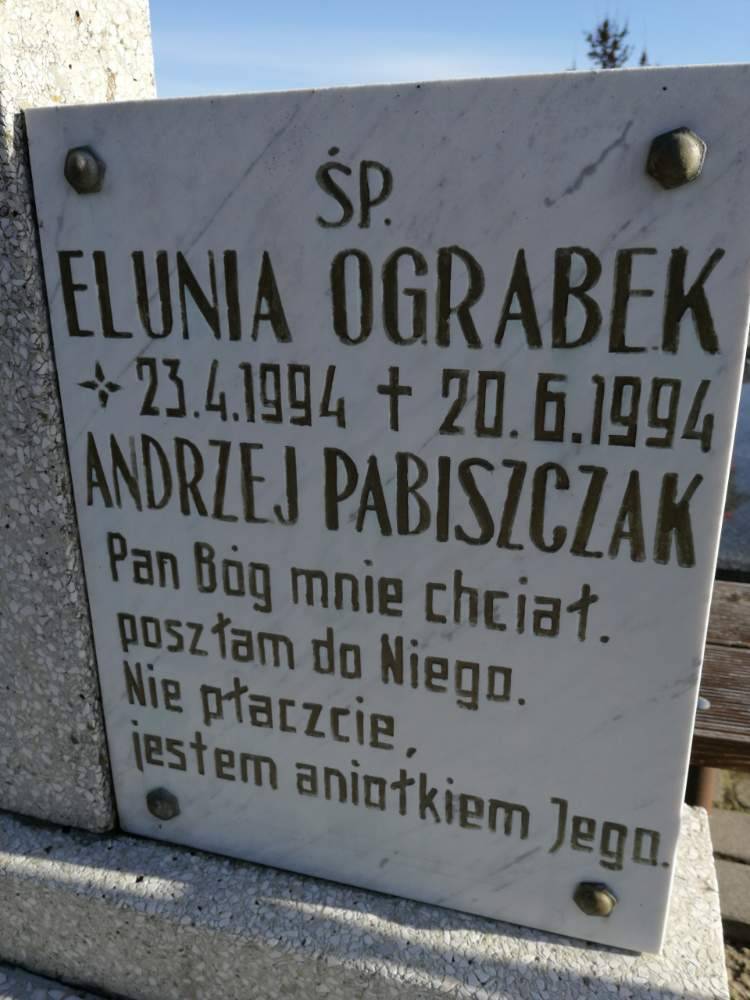 ŚP.
ELUNIA OGRABEK
23.4.1994 † 20.6.1994
ANDRZEJ PABISZCZAK
Pan Bóg mnie chciał.
poszłam do Niego.
Nie płaczcie,
jestem aniołkiem Jego.